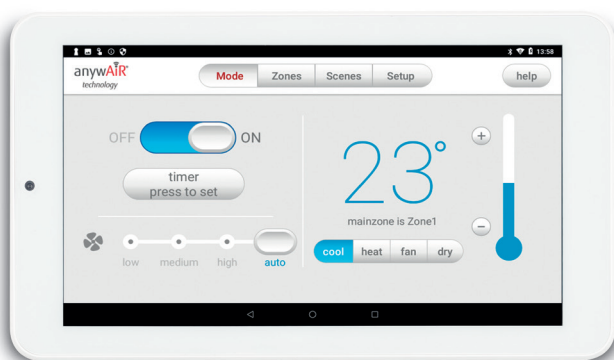 13:58
anywAiR®
technology
Mode Zones Scenes Setup
help
OFF ON
timer
press to set
23°
mainzone is Zone1
low medium high auto
cool heat fan dry